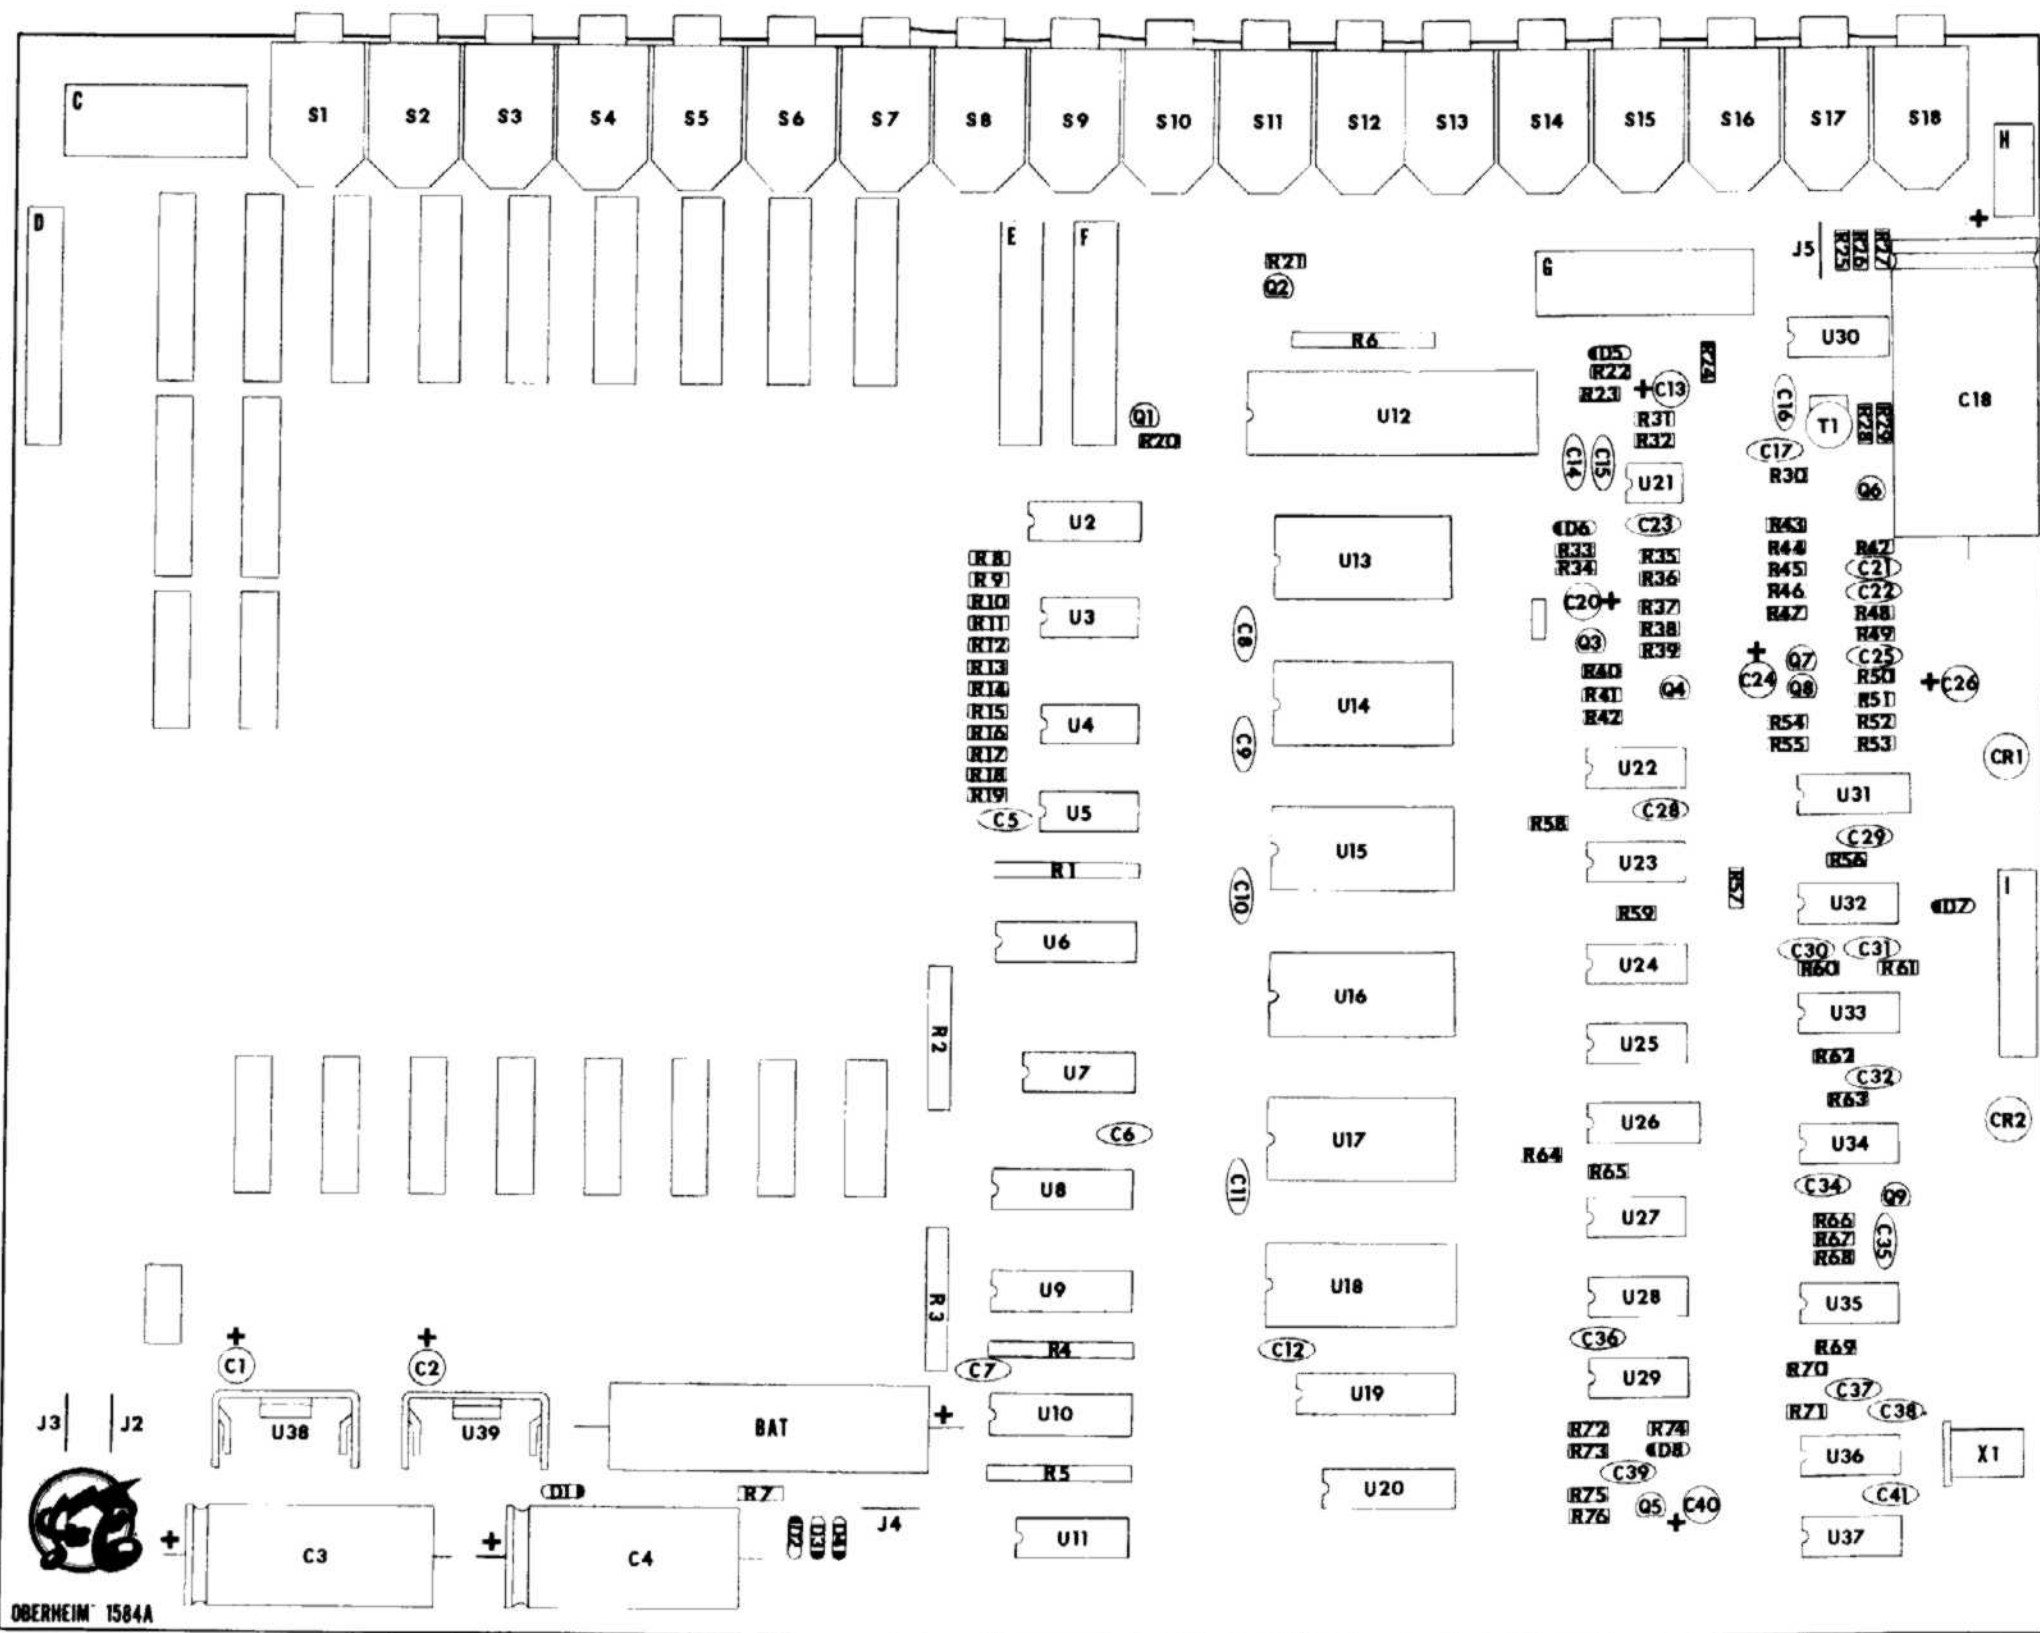 C
S1
S2
S3
S4
S5
S6
S7
S8
S9
S10
S11
S12
S13
S14
S15
S16
S17
S18
H
D
E
F
R21
Q2
G
J5
R25
R26
R27
+
R6
U30
D5
R22
R23
+
C13
R24
C16
C18
Q1
R20
U12
R31
R32
T1
R28
R29
C14
C15
U21
C17
R30
Q6
U2
D6
C23
R43
R8
R9
R10
R11
R12
R13
R14
R15
R16
R17
R18
R19
U13
R33
R34
R35
R36
R44
R45
R46
R47
R47
C21
C22
R48
R49
C25
R50
R51
R52
R53
U3
C8
C20
+
R37
R38
R39
Q3
+
C24
Q7
Q8
+
C26
R40
R41
R42
Q4
R54
R55
U4
U14
C9
U22
CR1
U5
C5
U31
C28
R58
C29
U15
U23
R56
R1
C10
R57
U32
D7
I
R59
U6
C30
C31
R60
R61
U24
U16
U33
R2
U25
R62
C32
U7
R63
U26
CR2
C6
U17
U34
R64
R65
C11
C34
Q9
U8
U27
R66
R67
R68
C35
U9
U18
U28
U35
R3
+
C1
+
C2
C36
R4
C12
R69
C7
R70
U29
C37
U19
J3
J2
U38
U39
BAT
+
U10
R71
C38
R72
R73
R74
D8
U36
X1
R5
C39
D1
R7
U20
R75
R76
Q5
C40
+
C41
J4
+
C3
+
C4
D2
D3
D4
U11
U37
OBERHEIM 1584A